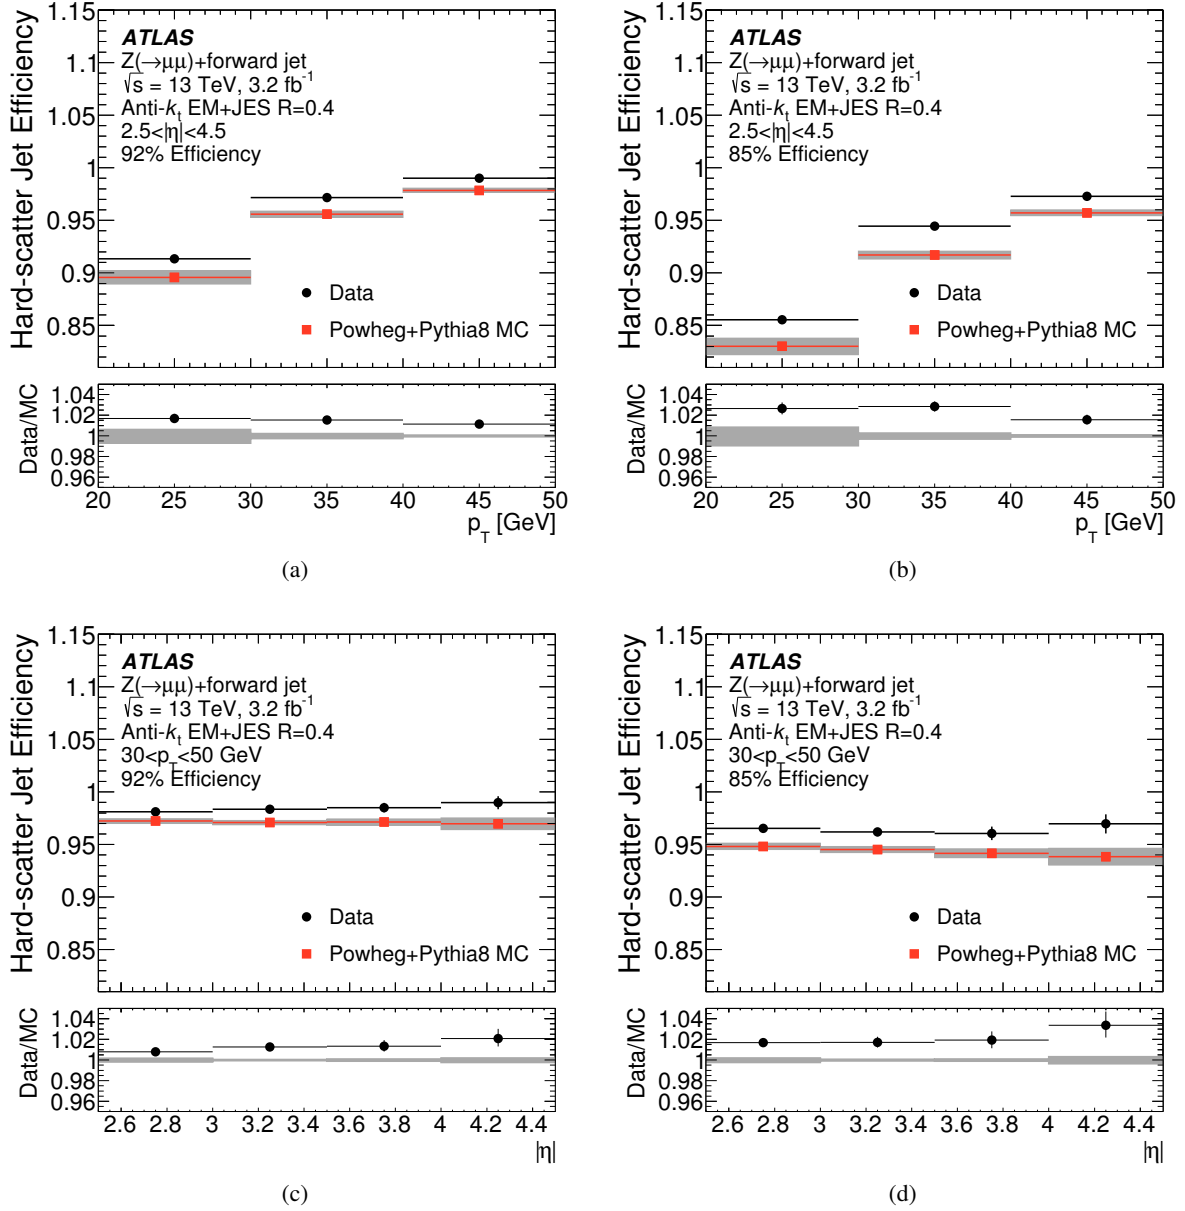 Hard-scatter Jet Efficiency
1.15
1.1
1.05
1
0.95
0.9
0.85
ATLAS
Z(→μμ)+forward jet
√s = 13 TeV, 3.2 fb⁻¹
Anti-kₜ EM+JES R=0.4
2.5<|η|<4.5
92% Efficiency
Data
Powheg+Pythia8 MC
Data/MC
1.04
1.02
1
0.98
0.96
20 25 30 35 40 45 50
p_T [GeV]
(a)
Hard-scatter Jet Efficiency
1.15
1.1
1.05
1
0.95
0.9
0.85
ATLAS
Z(→μμ)+forward jet
√s = 13 TeV, 3.2 fb⁻¹
Anti-kₜ EM+JES R=0.4
2.5<|η|<4.5
85% Efficiency
Data
Powheg+Pythia8 MC
Data/MC
1.04
1.02
1
0.98
0.96
20 25 30 35 40 45 50
p_T [GeV]
(b)
Hard-scatter Jet Efficiency
1.15
1.1
1.05
1
0.95
0.9
0.85
ATLAS
Z(→μμ)+forward jet
√s = 13 TeV, 3.2 fb⁻¹
Anti-kₜ EM+JES R=0.4
30<p_T<50 GeV
92% Efficiency
Data
Powheg+Pythia8 MC
Data/MC
1.04
1.02
1
0.98
0.96
2.6 2.8 3 3.2 3.4 3.6 3.8 4 4.2 4.4
|η|
(c)
Hard-scatter Jet Efficiency
1.15
1.1
1.05
1
0.95
0.9
0.85
ATLAS
Z(→μμ)+forward jet
√s = 13 TeV, 3.2 fb⁻¹
Anti-kₜ EM+JES R=0.4
30<p_T<50 GeV
85% Efficiency
Data
Powheg+Pythia8 MC
Data/MC
1.04
1.02
1
0.98
0.96
2.6 2.8 3 3.2 3.4 3.6 3.8 4 4.2 4.4
|η|
(d)